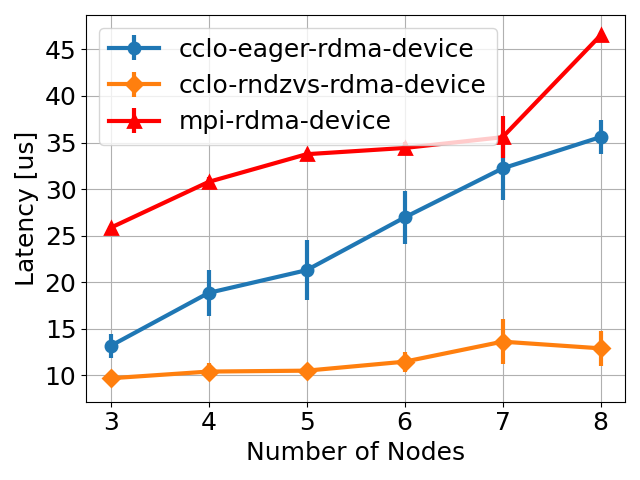 cclo-eager-rdma-device
cclo-rndzvs-rdma-device
mpi-rdma-device
Latency [us]
45
40
35
30
25
20
15
10
3 4 5 6 7 8
Number of Nodes